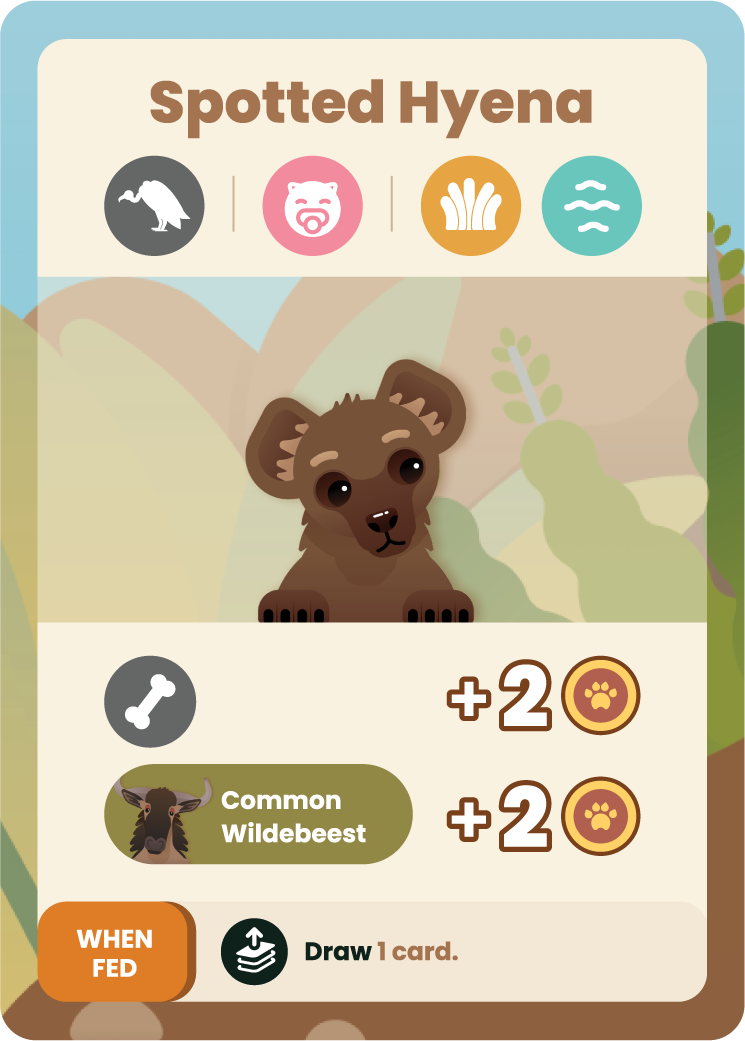 Spotted Hyena
+2
Common
Wildebeest
+2
WHEN
FED
Draw 1 card.